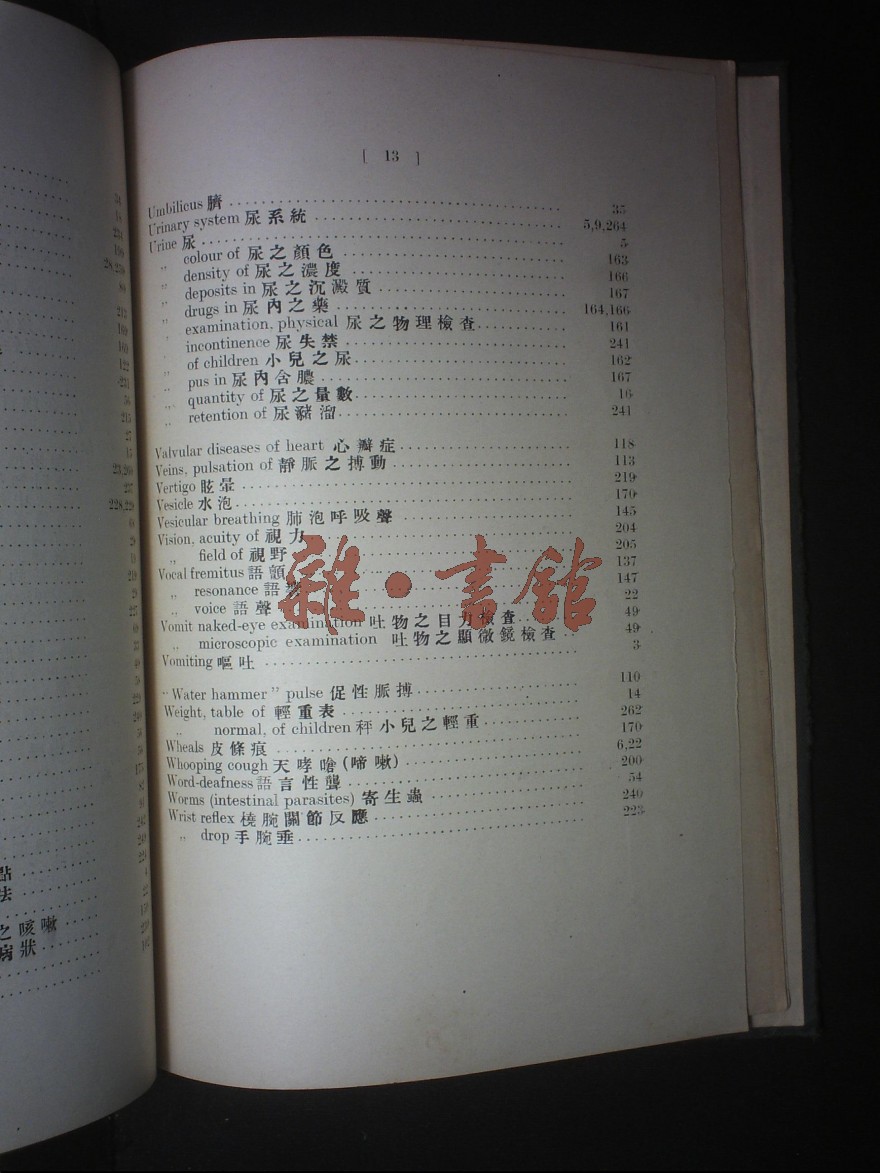 [ 13 ]
Umbilicus 臍 35
Urinary system 尿系統 5,9,264
Urine 尿 5
„ colour of 尿之顏色 163
„ density of 尿之濃度 166
„ deposits in 尿之沉澱質 167
„ drugs in 尿內之藥 164,166
„ examination, physical 尿之物理檢查 161
„ incontinence 尿失禁 241
„ of children 小兒之尿 162
„ pus in 尿內含膿 167
„ quantity of 尿之量數 16
„ retention of 尿豬溜 241
Valvular diseases of heart 心瓣症 118
Veins, pulsation of 靜脈之搏動 113
Vertigo 眩暈 219
Vesicle 水泡 170
Vesicular breathing 肺泡呼吸聲 145
Vision, acuity of 視力 204
„ field of 視野 205
Vocal fremitus 語顫 137
„ resonance 語響 147
„ voice 語聲 22
Vomit naked-eye examination 吐物之目力檢查 49
„ microscopic examination 吐物之顯微鏡檢查 49
Vomiting 嘔吐 3
"Water hammer" pulse 促性脈搏 110
Weight, table of 輕重表 14
„ normal, of children 秤小兒之輕重 262
Wheals 皮條痕 170
Whooping cough 天哮嗆(啼嗽) 6,22
Word-deafness 語言性聾 200
Worms (intestinal parasites) 寄生蟲 54
Wrist reflex 橈腕關節反應 240
„ drop 手腕垂 223
雜·書舘
點
法
之咳嗽
病狀